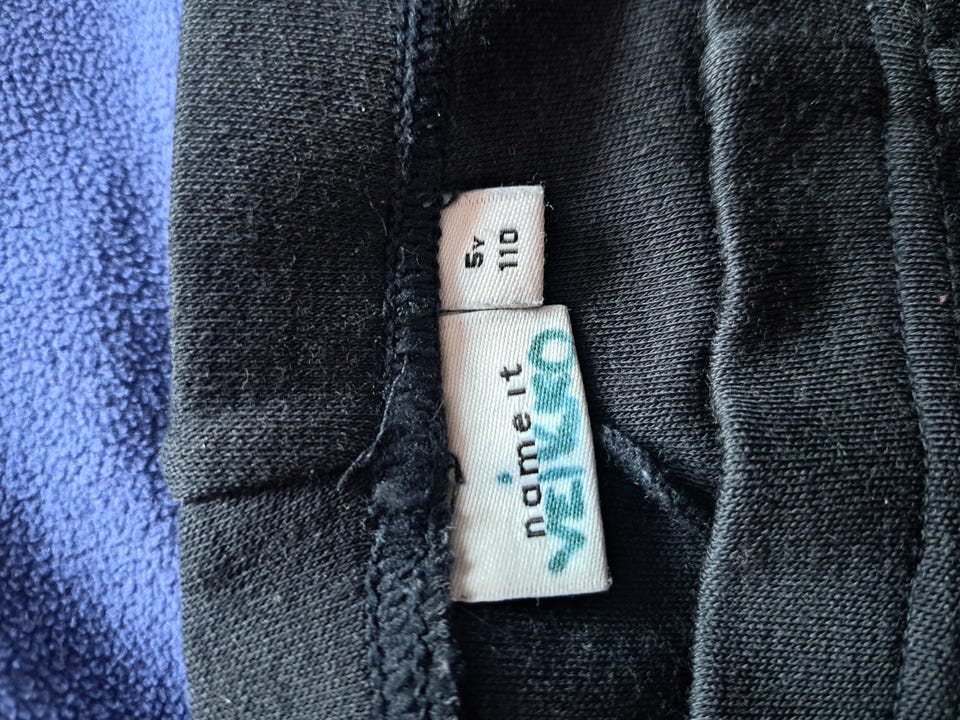 5Y
110
name it
VEIKKO